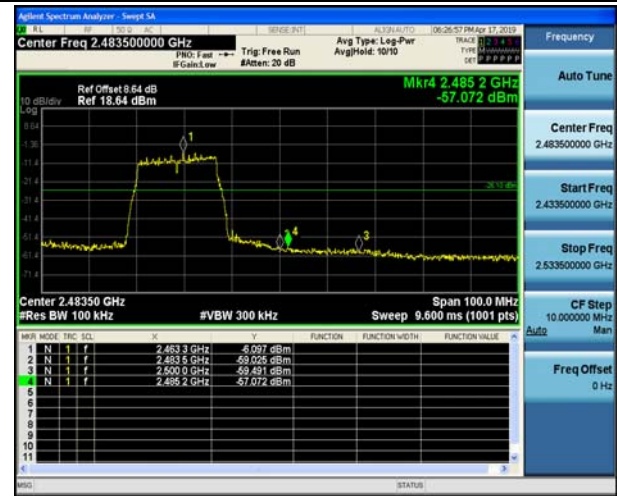 Agilent Spectrum Analyzer - Swept SA
RL RF 50 Ω AC SENSE:INT ALIGNAUTO 06:26:57 PM Apr 17, 2019
Center Freq 2.483500000 GHz
PNO: Fast
IFGain:Low
Trig: Free Run
#Atten: 20 dB
Avg Type: Log-Pwr
Avg|Hold: 10/10
TRACE 1 2 3 4 5 6
TYPE
DET P P P P P P
Frequency
Auto Tune
Center Freq
2.483500000 GHz
Start Freq
2.433500000 GHz
Stop Freq
2.533500000 GHz
CF Step
10.000000 MHz
Auto Man
Freq Offset
0 Hz
Ref Offset 8.64 dB
10 dB/div Ref 18.64 dBm
Log
Mkr4 2.485 2 GHz
-57.072 dBm
8.64
-1.36
-11.4
-21.4
-31.4
-41.4
-51.4
-61.4
-71.4
1
4
3
-26.10 dBm
Center 2.48350 GHz Span 100.0 MHz
#Res BW 100 kHz #VBW 300 kHz Sweep 9.600 ms (1001 pts)
MKR MODE TRC SCL X Y FUNCTION FUNCTION WIDTH FUNCTION VALUE
1 N 1 f 2.463 3 GHz -6.097 dBm
2 N 1 f 2.483 5 GHz -59.025 dBm
3 N 1 f 2.500 0 GHz -59.491 dBm
4 N 1 f 2.485 2 GHz -57.072 dBm
5
6
7
8
9
10
11
MSG STATUS